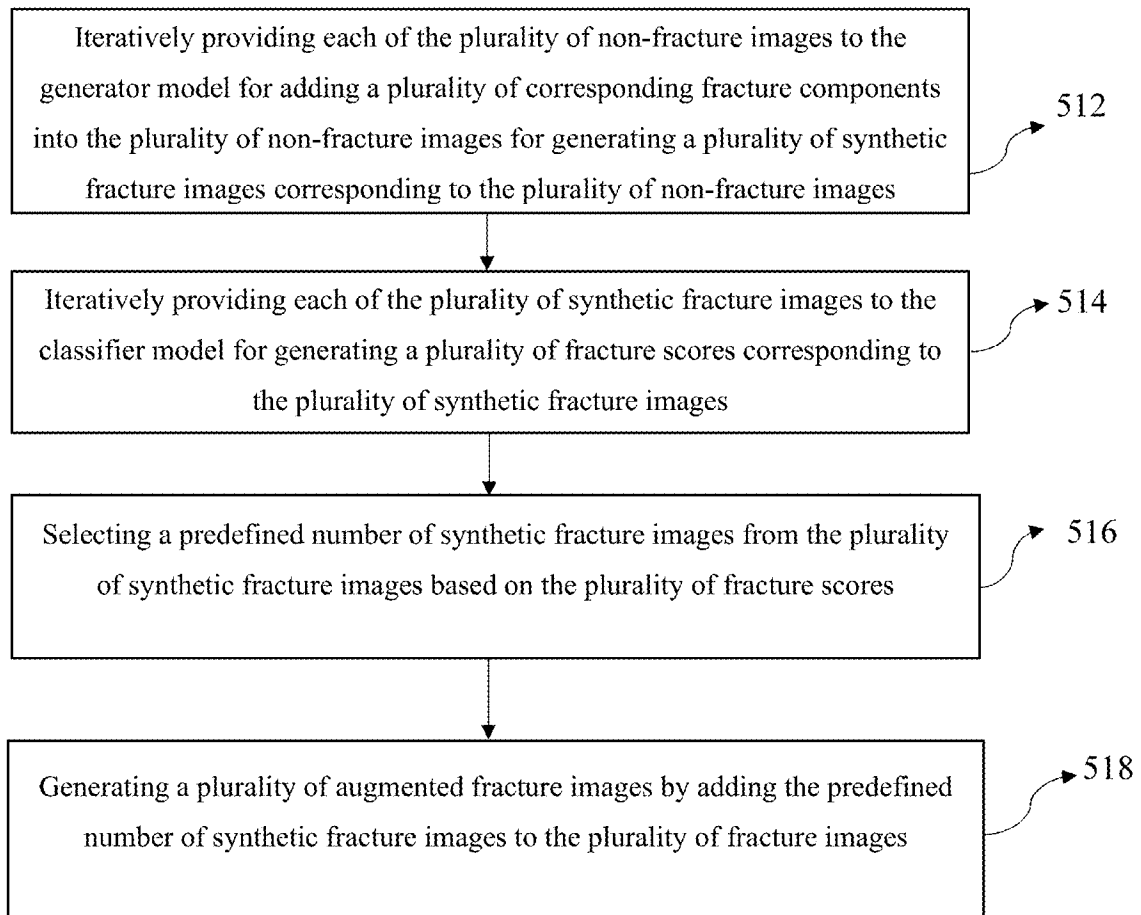 Iteratively providing each of the plurality of non-fracture images to the
generator model for adding a plurality of corresponding fracture components
into the plurality of non-fracture images for generating a plurality of synthetic
fracture images corresponding to the plurality of non-fracture images
512
Iteratively providing each of the plurality of synthetic fracture images to the
classifier model for generating a plurality of fracture scores corresponding to
the plurality of synthetic fracture images
514
Selecting a predefined number of synthetic fracture images from the plurality
of synthetic fracture images based on the plurality of fracture scores
516
Generating a plurality of augmented fracture images by adding the predefined
number of synthetic fracture images to the plurality of fracture images
518